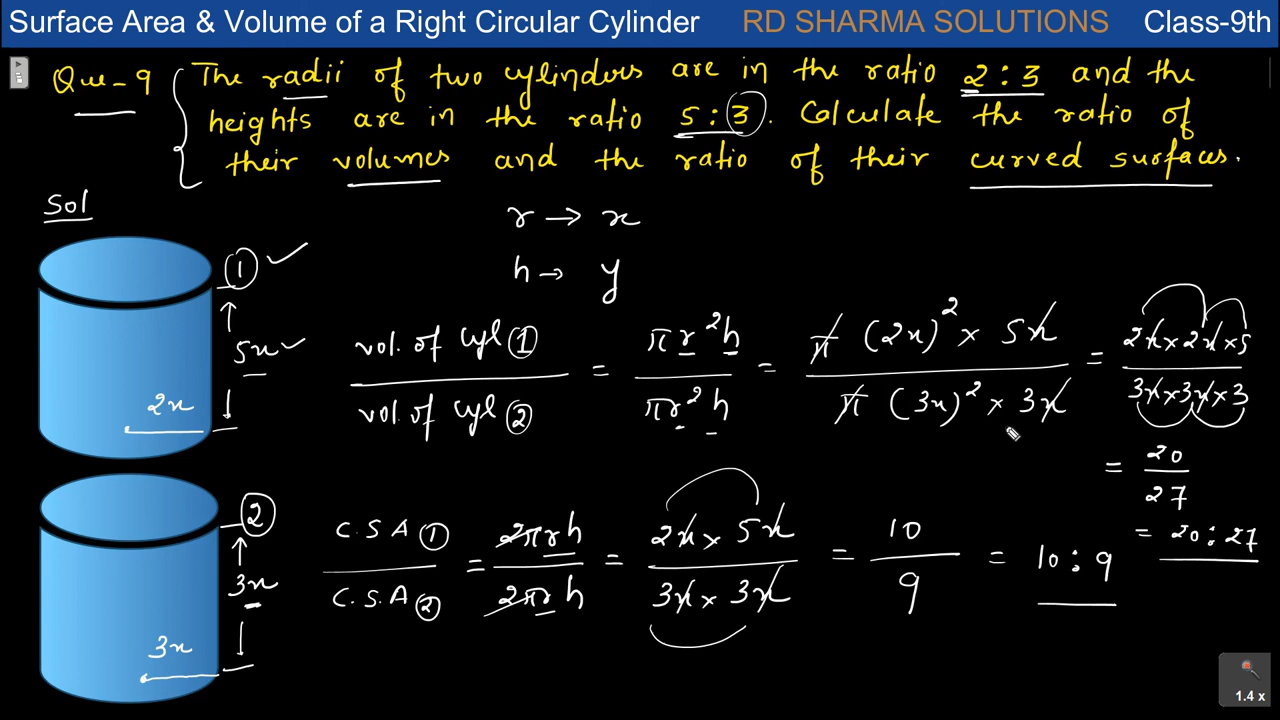 Surface Area & Volume of a Right Circular Cylinder RD SHARMA SOLUTIONS Class-9th
Que-9 The radii of two cylinders are in the ratio 2:3 and the
heights are in the ratio 5:3. Calculate the ratio of
their volumes and the ratio of their curved surfaces.
Sol
r → x
h → y
1
5x
2x
vol. of cyl ① / vol. of cyl ② = πr²h / πr²h = π (2x)² × 5x / π (3x)² × 3x = 2x × 2x × 5 / 3x × 3x × 3
= 20 / 27
= 20:27
2
3x
3x
C.S.A ① / C.S.A ② = 2πrh / 2πrh = 2x × 5x / 3x × 3x = 10 / 9 = 10:9
1.4 x